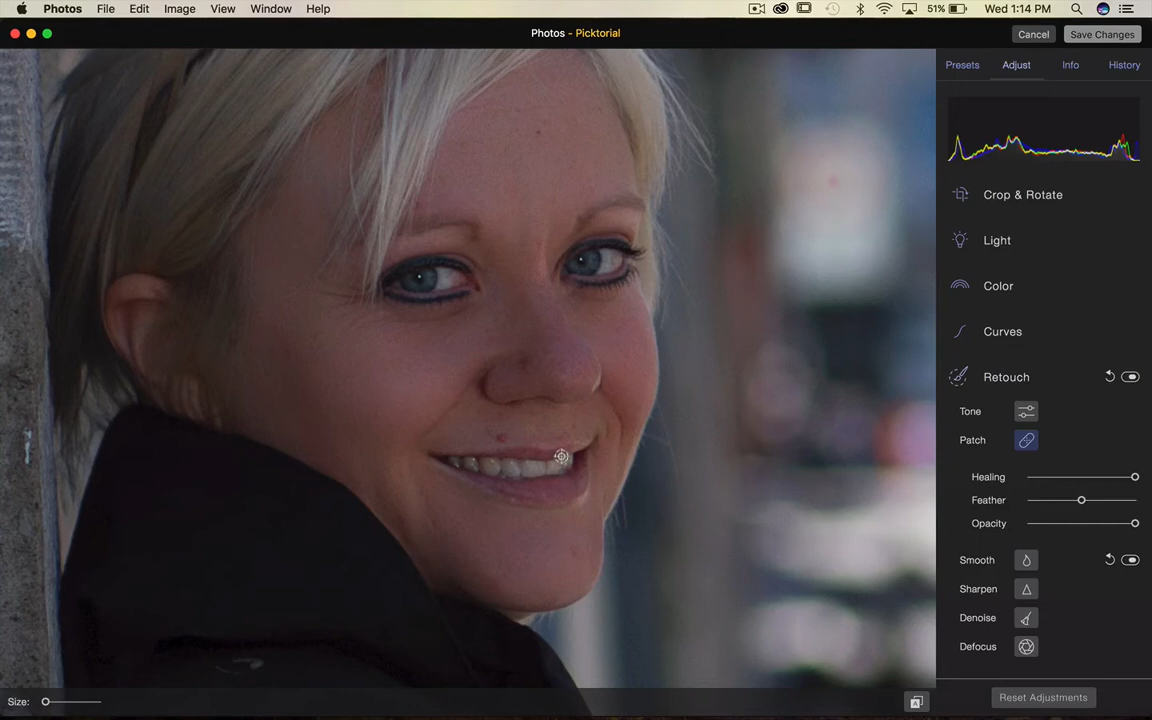 Photos File Edit Image View Window Help 51% Wed 1:14 PM
Photos - Picktorial Cancel Save Changes
Presets Adjust Info History
Crop & Rotate
Light
Color
Curves
Retouch
Tone
Patch
Healing
Feather
Opacity
Smooth
Sharpen
Denoise
Defocus
Size: A Reset Adjustments